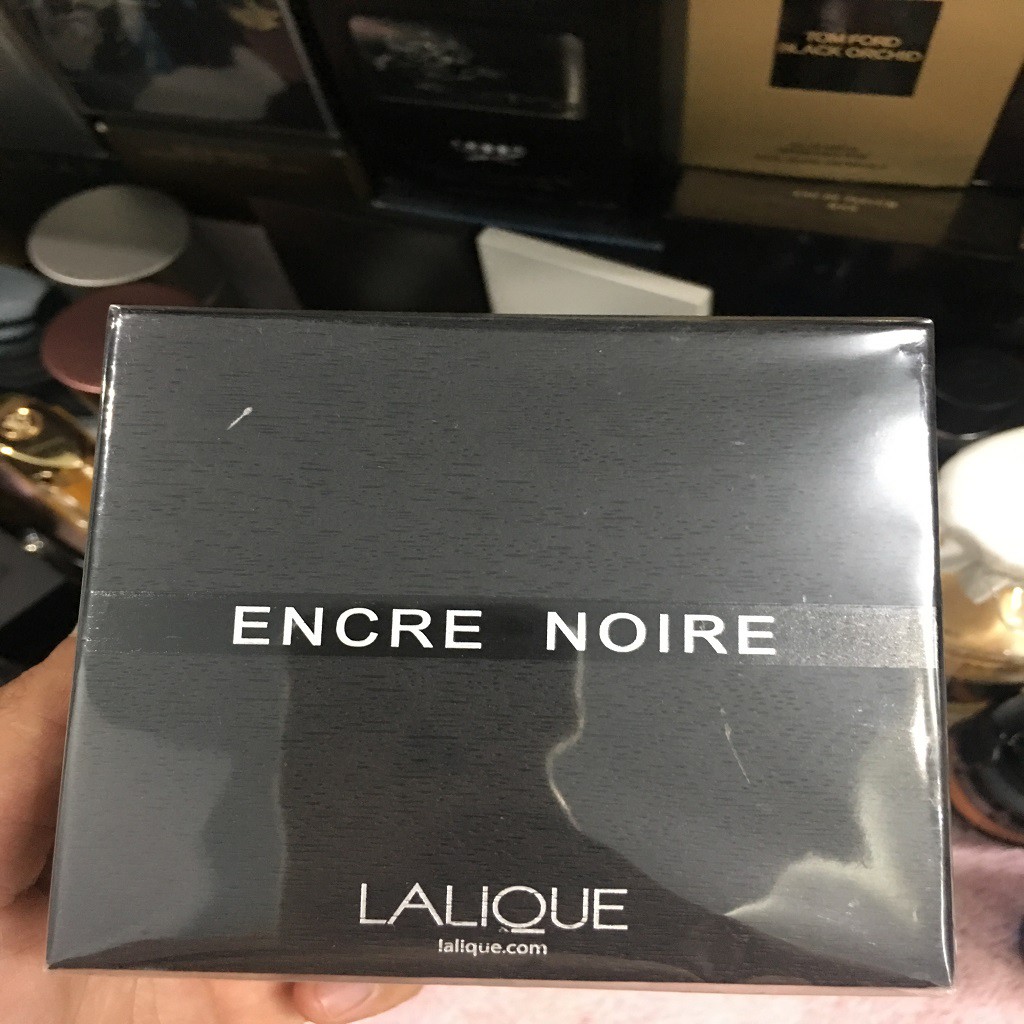 TOM FORD
BLACK ORCHID
ENCRE NOIRE
LALIQUE
lalique.com